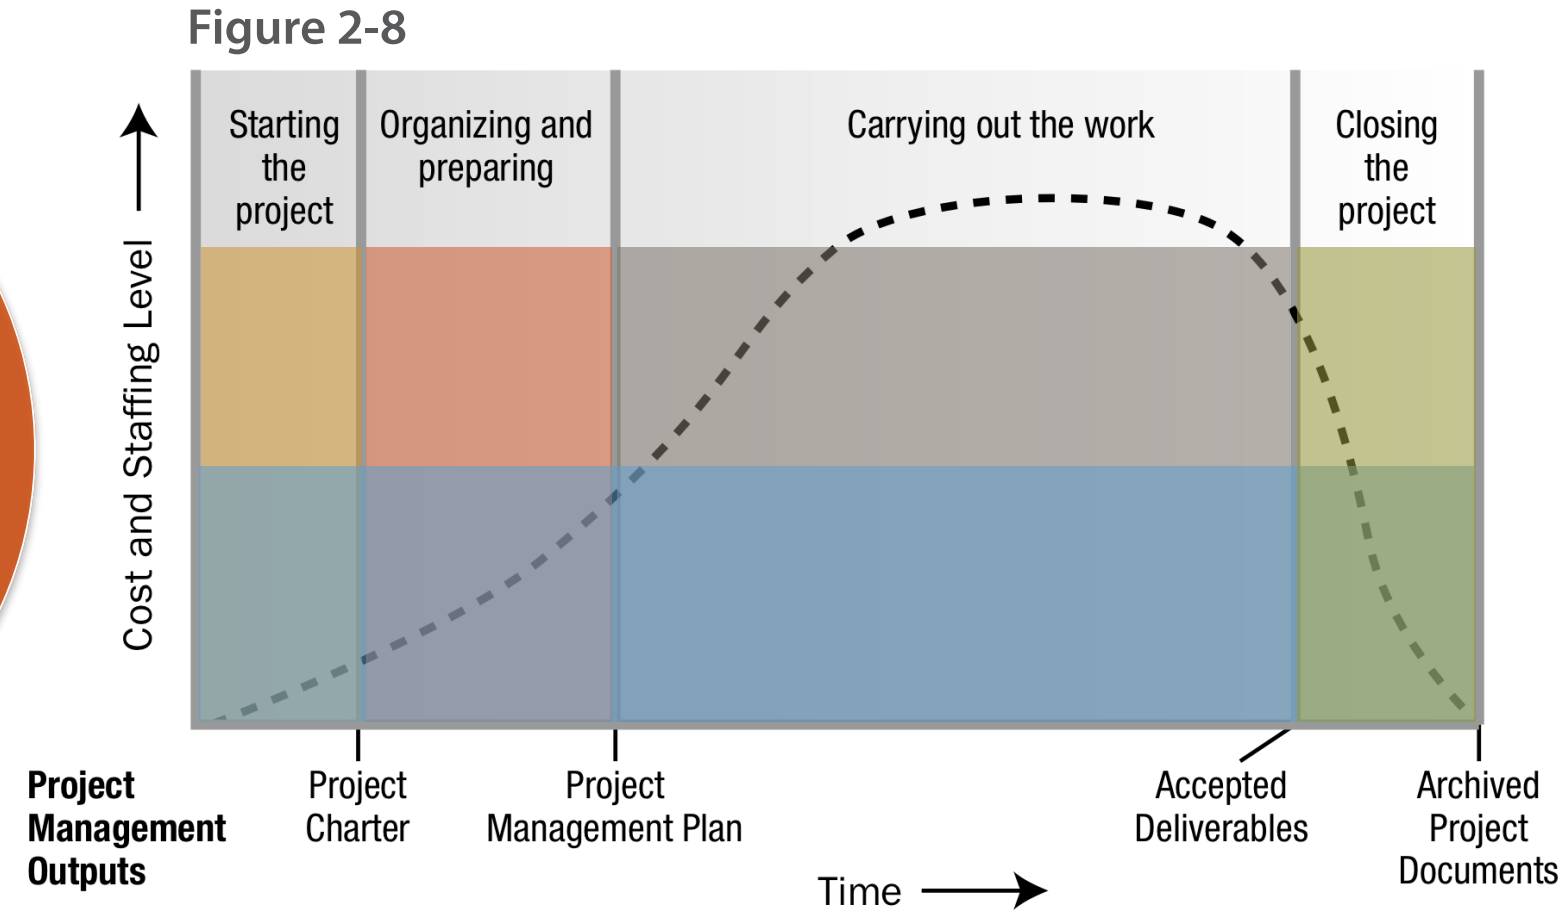 Figure 2-8
Starting
the
project
Organizing and
preparing
Carrying out the work
Closing
the
project
Cost and Staffing Level
Project
Management
Outputs
Project
Charter
Project
Management Plan
Accepted
Deliverables
Archived
Project
Documents
Time